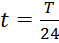 t = T/24